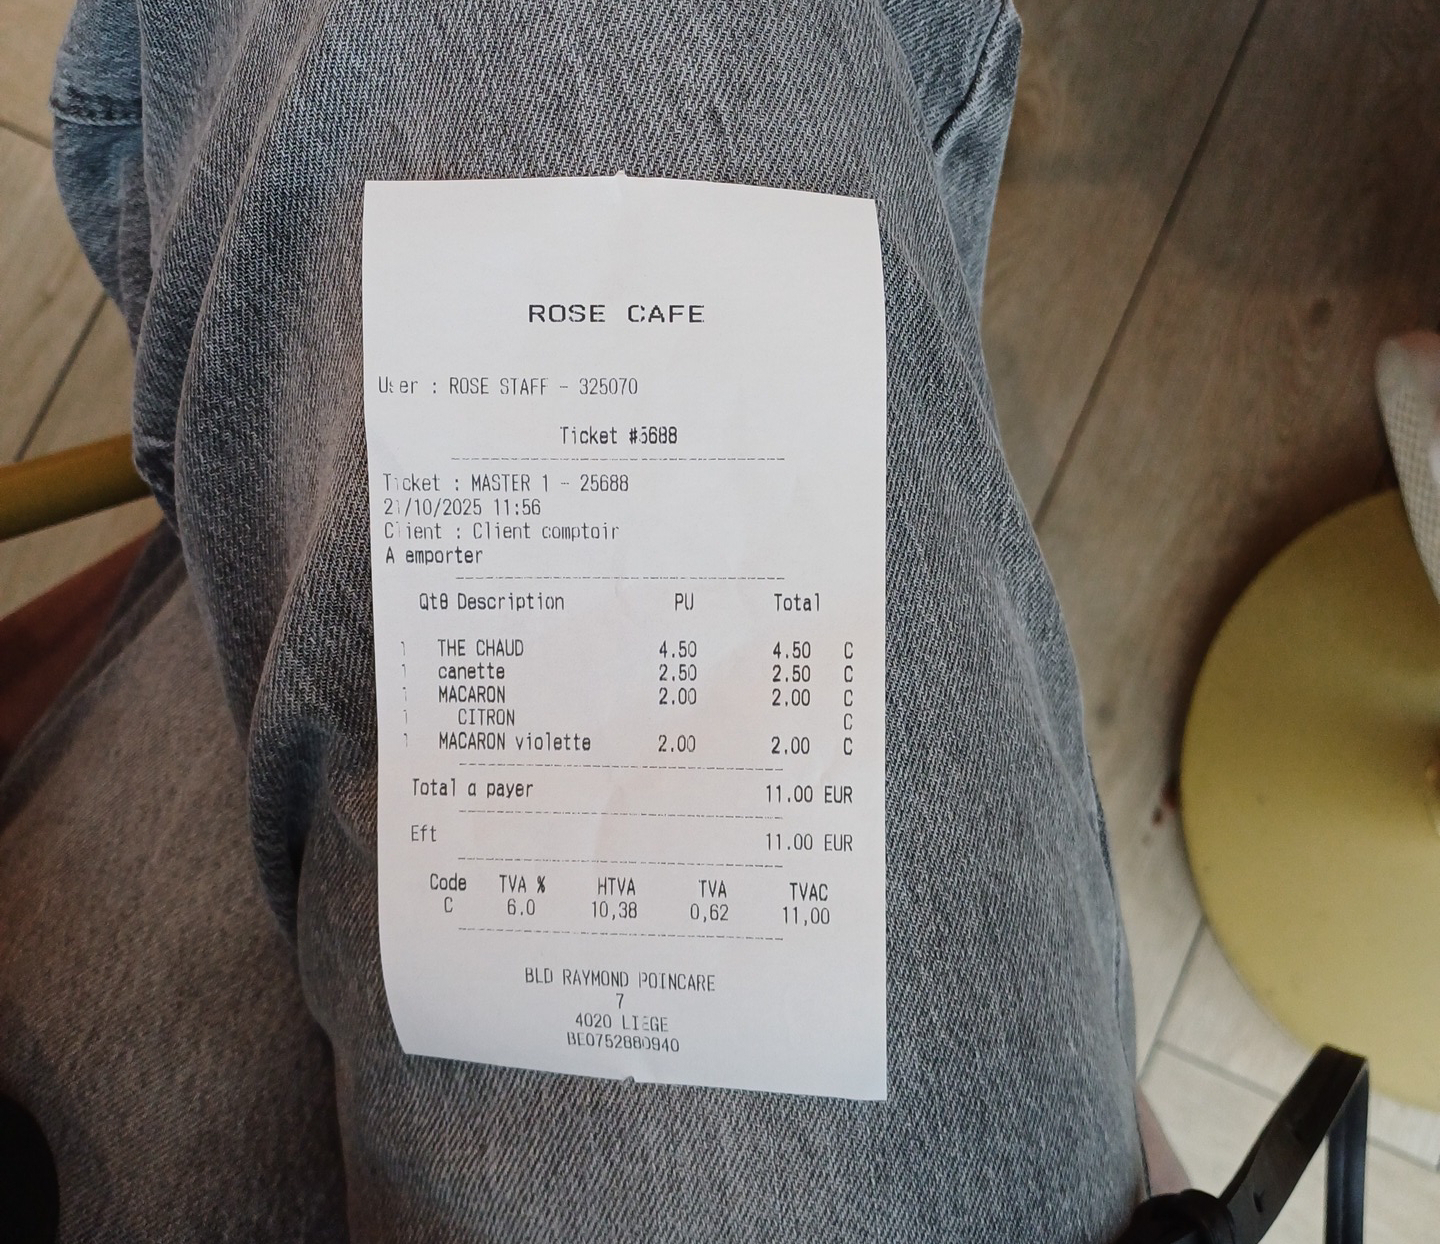 ROSE CAFE
User : ROSE STAFF - 325070
Ticket #5688
Ticket : MASTER 1 - 25688
21/10/2025 11:56
Client : Client comptoir
A emporter
Qté Description PU Total
1 THE CHAUD 4.50 4.50 C
1 canette 2.50 2.50 C
1 MACARON 2.00 2.00 C
1 CITRON C
1 MACARON violette 2.00 2.00 C
Total a payer 11.00 EUR
Eft 11.00 EUR
Code TVA % HTVA TVA TVAC
C 6.0 10,38 0,62 11,00
BLD RAYMOND POINCARE
7
4020 LIEGE
BE0752880940